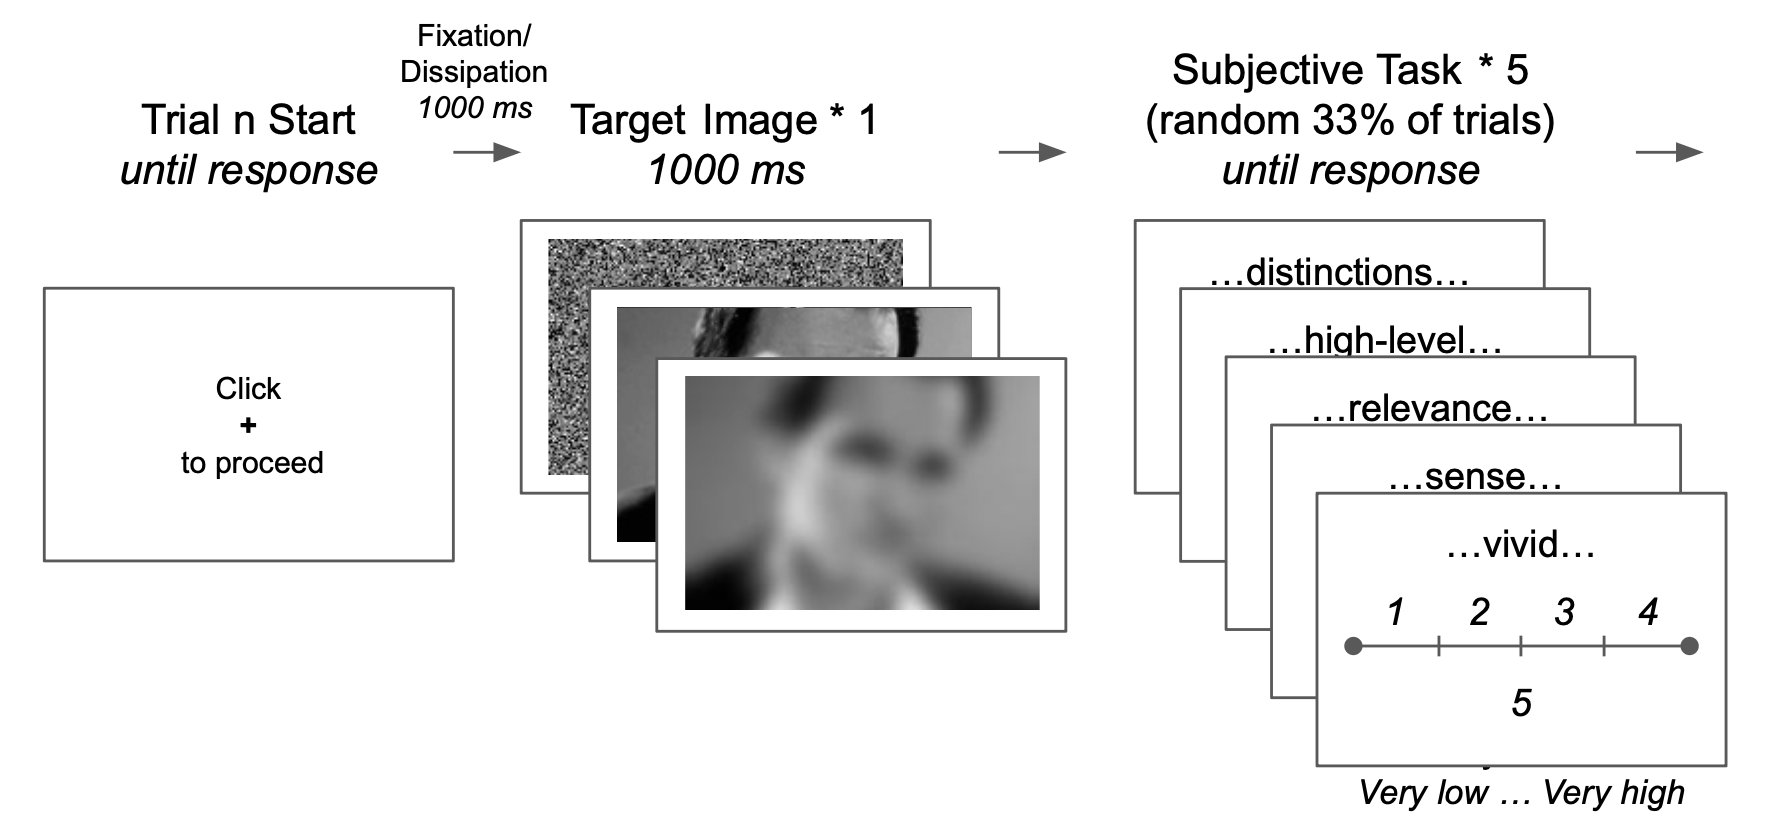 Fixation/
Dissipation
1000 ms
Trial n Start
until response
Target Image * 1
1000 ms
Subjective Task * 5
(random 33% of trials)
until response
Click
+
to proceed
…distinctions…
…high-level…
…relevance…
…sense…
…vivid…
1 2 3 4
5
Very low … Very high